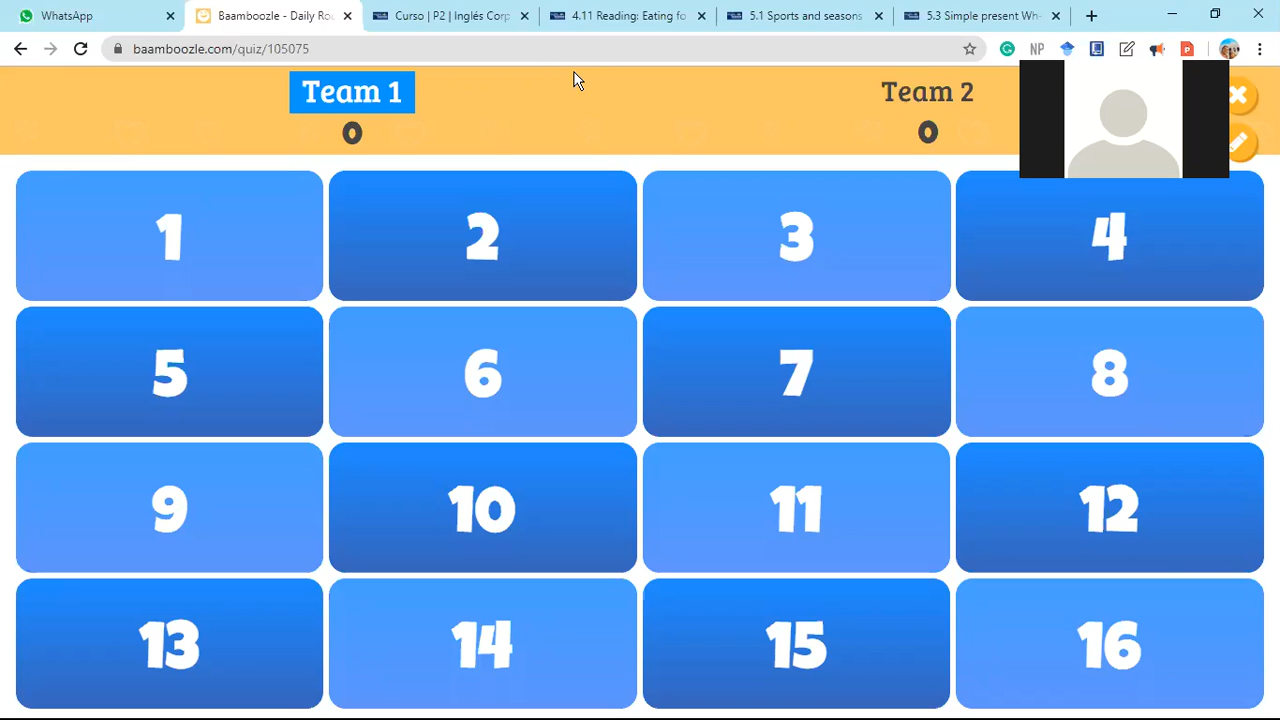 WhatsApp
Baamboozle - Daily Rou
Curso | P2 | Inglés Corp
4.11 Reading: Eating fo
5.1 Sports and seasons
5.3 Simple present Wh-
baamboozle.com/quiz/105075
NP
Team 1
0
Team 2
0
1
2
3
4
5
6
7
8
9
10
11
12
13
14
15
16